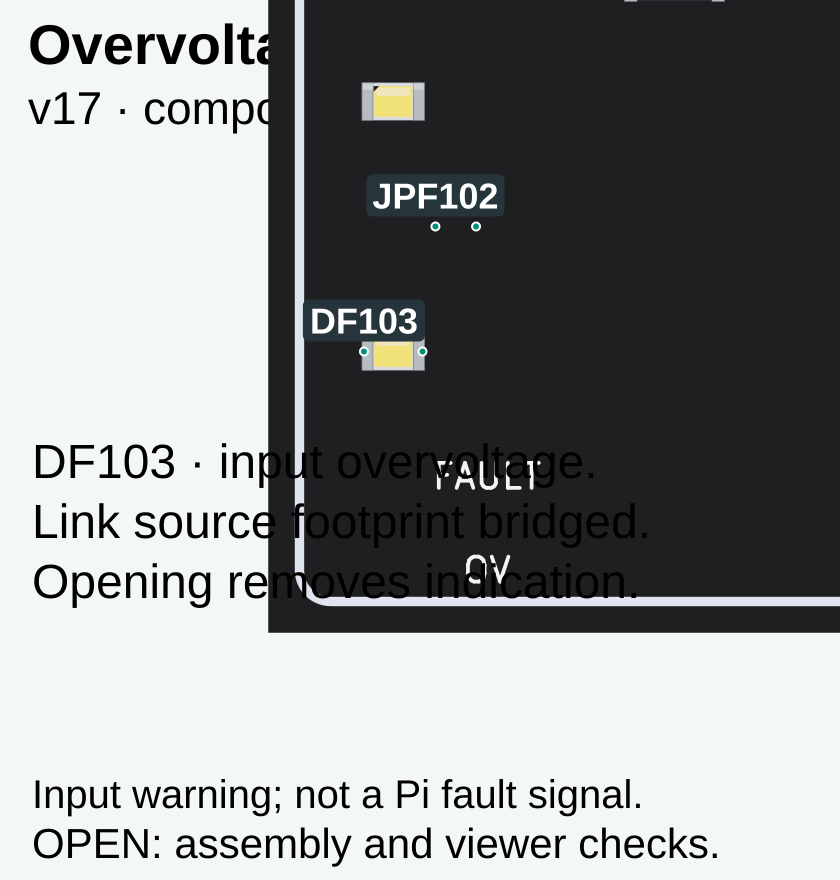 Overvolta
v17 · compo
JPF102
DF103
DF103 · input overvoltage.
FAULT
Link source footprint bridged.
OV
Opening removes indication.
Input warning; not a Pi fault signal.
OPEN: assembly and viewer checks.